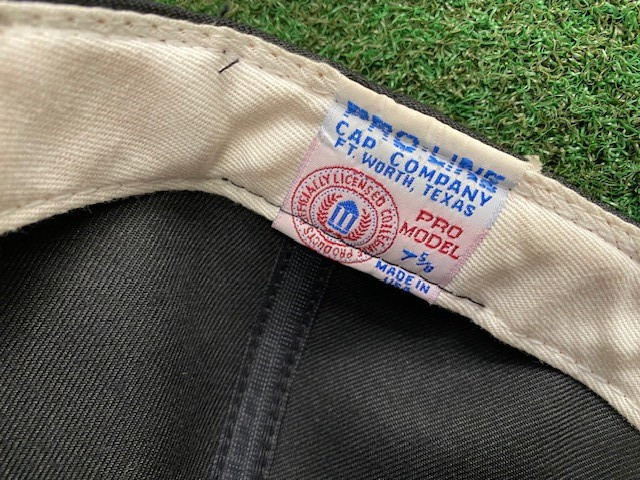 PRO-LINE
CAP COMPANY
FT. WORTH, TEXAS
OFFICIALLY LICENSED COLLEGIATE PRODUCTS
PRO
MODEL
7 5/8
MADE IN
USA